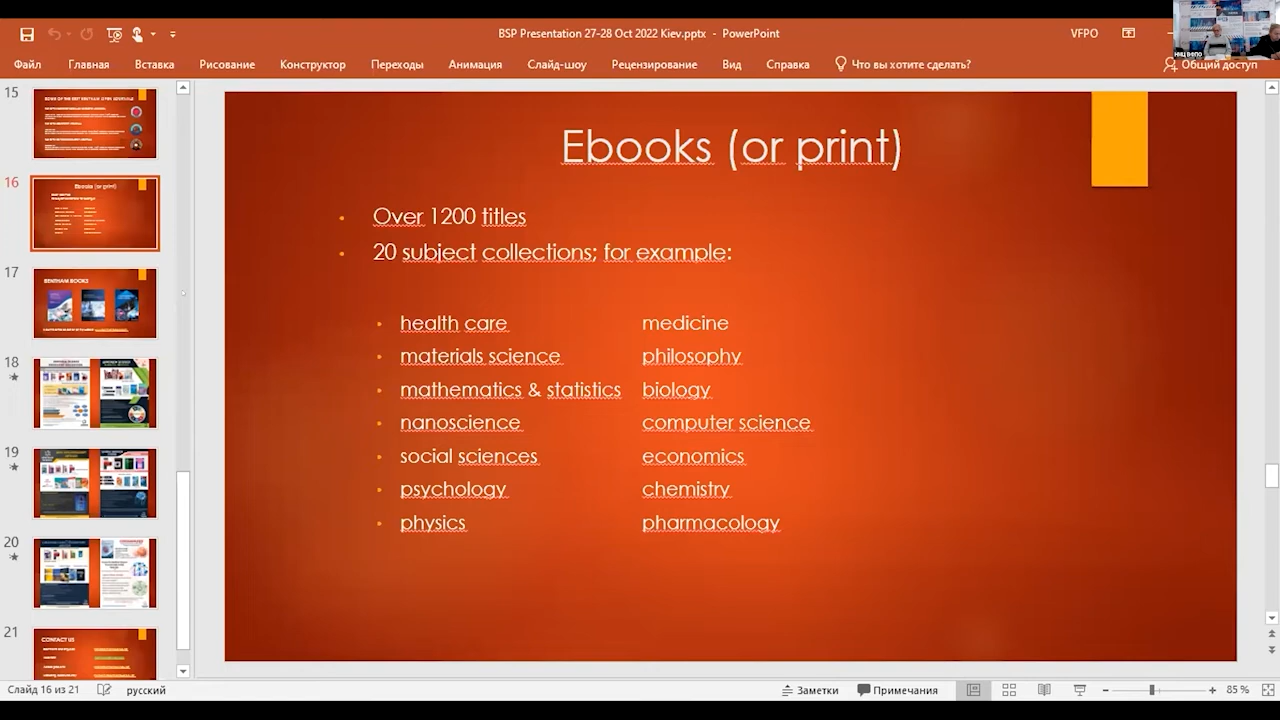 BSP Presentation 27-28 Oct 2022 Kiev.pptx - PowerPoint
VFPO
Файл Главная Вставка Рисование Конструктор Переходы Анимация Слайд-шоу Рецензирование Вид Справка Что вы хотите сделать? Общий доступ
15
16
Ebooks (or print)
17
BENTHAM BOOKS
18
19
20
21
CONTACT US
Ebooks (or print)
Over 1200 titles
20 subject collections; for example:
health care medicine
materials science philosophy
mathematics & statistics biology
nanoscience computer science
social sciences economics
psychology chemistry
physics pharmacology
Слайд 16 из 21 русский Заметки Примечания 85 %